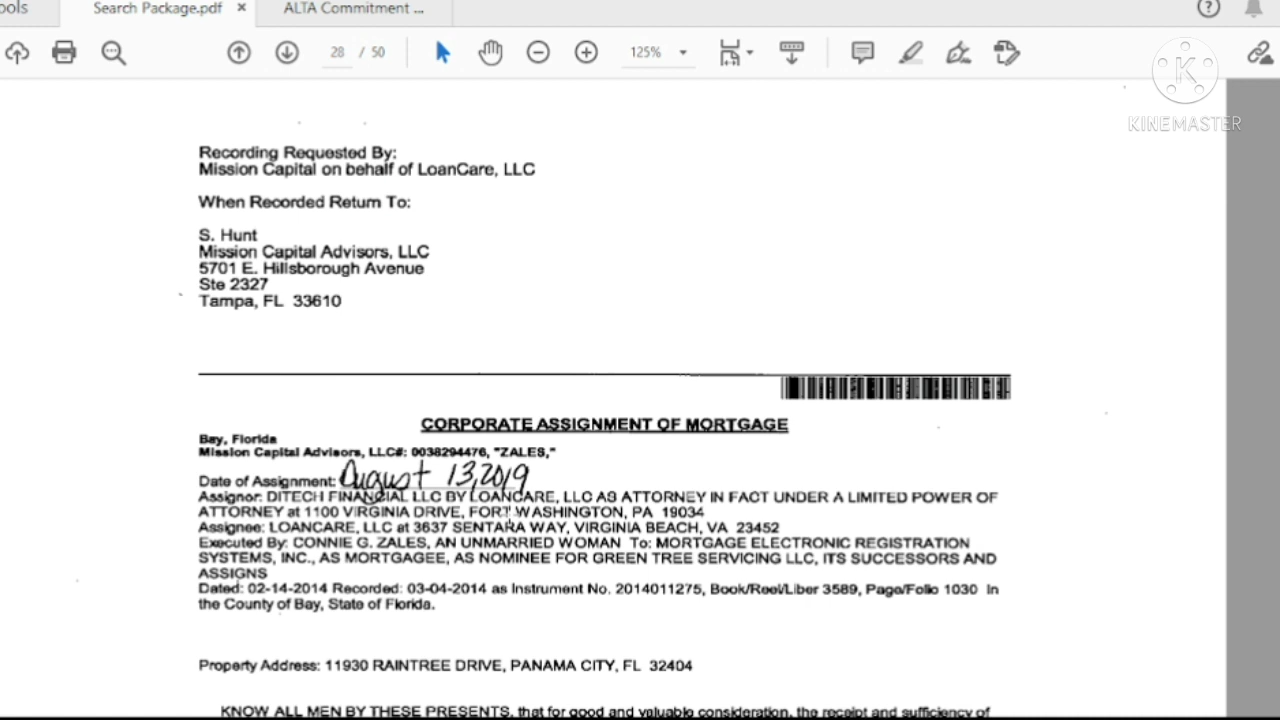 ools
Search Package.pdf ×
ALTA Commitment ...
28 / 50
125%
KINEMASTER
Recording Requested By:
Mission Capital on behalf of LoanCare, LLC
When Recorded Return To:
S. Hunt
Mission Capital Advisors, LLC
5701 E. Hillsborough Avenue
Ste 2327
Tampa, FL 33610
CORPORATE ASSIGNMENT OF MORTGAGE
Bay, Florida
Mission Capital Advisors, LLC#: 0038294476, "ZALES,"
Date of Assignment: August 13, 2019
Assignor: DITECH FINANCIAL LLC BY LOANCARE, LLC AS ATTORNEY IN FACT UNDER A LIMITED POWER OF
ATTORNEY at 1100 VIRGINIA DRIVE, FORT WASHINGTON, PA 19034
Assignee: LOANCARE, LLC at 3637 SENTARA WAY, VIRGINIA BEACH, VA 23452
Executed By: CONNIE G. ZALES, AN UNMARRIED WOMAN To: MORTGAGE ELECTRONIC REGISTRATION
SYSTEMS, INC., AS MORTGAGEE, AS NOMINEE FOR GREEN TREE SERVICING LLC, ITS SUCCESSORS AND
ASSIGNS
Dated: 02-14-2014 Recorded: 03-04-2014 as Instrument No. 2014011275, Book/Reel/Liber 3589, Page/Folio 1030 In
the County of Bay, State of Florida.
Property Address: 11930 RAINTREE DRIVE, PANAMA CITY, FL 32404
KNOW ALL MEN BY THESE PRESENTS, that for good and valuable consideration, the receipt and sufficiency of